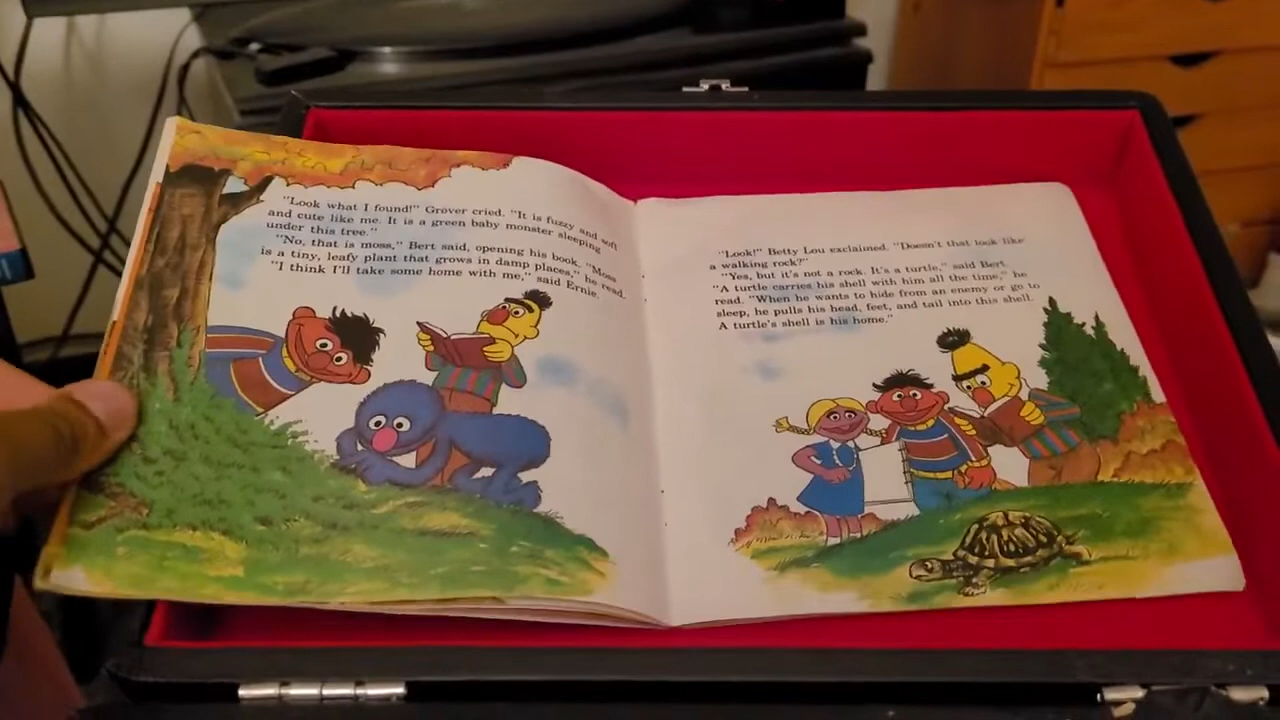 "Look what I found!" Grover cried. "It is fuzzy and soft
and cute like me. It is a green baby monster sleeping
under this tree."
"No, that is moss," Bert said, opening his book. "Moss
is a tiny, leafy plant that grows in damp places," he read.
"I think I'll take some home with me," said Ernie.
"Look!" Betty Lou exclaimed. "Doesn't that look like
a walking rock?"
"Yes, but it's not a rock. It's a turtle," said Bert.
"A turtle carries his shell with him all the time," he
read. "When he wants to hide from an enemy or go to
sleep, he pulls his head, feet, and tail into this shell.
A turtle's shell is his home."